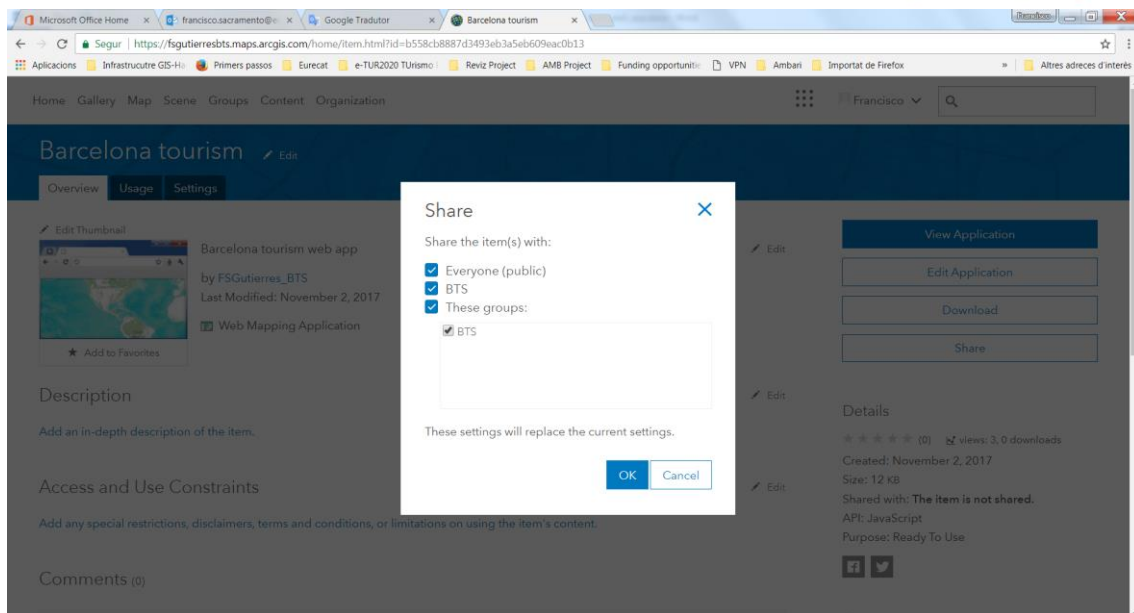 Microsoft Office Home
francisco.sacramento@e
Google Tradutor
Barcelona tourism
Francisco
Segur | https://fsgutierresbts.maps.arcgis.com/home/item.html?id=b558cb8887d3493eb3a5eb609eac0b13
Aplicacions Infrastrucutre GIS-Ha Primers passos Eurecat e-TUR2020 TUrismo I Reviz Project AMB Project Funding opportunitie VPN Ambari Importat de Firefox » Altres adreces d'interès
Home Gallery Map Scene Groups Content Organization
Francisco
Barcelona tourism Edit
Overview Usage Settings
Edit Thumbnail
Barcelona tourism web app
by FSGutierres_BTS
Last Modified: November 2, 2017
Web Mapping Application
Add to Favorites
Edit
Share
Share the item(s) with:
Everyone (public)
BTS
These groups:
BTS
These settings will replace the current settings.
OK Cancel
View Application
Edit Application
Download
Share
Description
Edit
Add an in-depth description of the item.
Access and Use Constraints
Edit
Add any special restrictions, disclaimers, terms and conditions, or limitations on using the item's content.
Comments (0)
Details
(0) views: 3, 0 downloads
Created: November 2, 2017
Size: 12 KB
Shared with: The item is not shared.
API: JavaScript
Purpose: Ready To Use